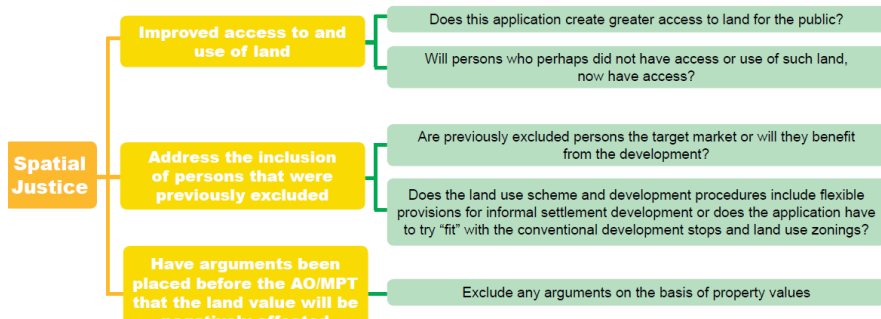 Spatial
Justice
Improved access to and
use of land
Does this application create greater access to land for the public?
Will persons who perhaps did not have access or use of such land,
now have access?
Address the inclusion
of persons that were
previously excluded
Are previously excluded persons the target market or will they benefit
from the development?
Does the land use scheme and development procedures include flexible
provisions for informal settlement development or does the application have
to try “fit” with the conventional development stops and land use zonings?
Have arguments been
placed before the AO/MPT
that the land value will be
negatively affected
Exclude any arguments on the basis of property values